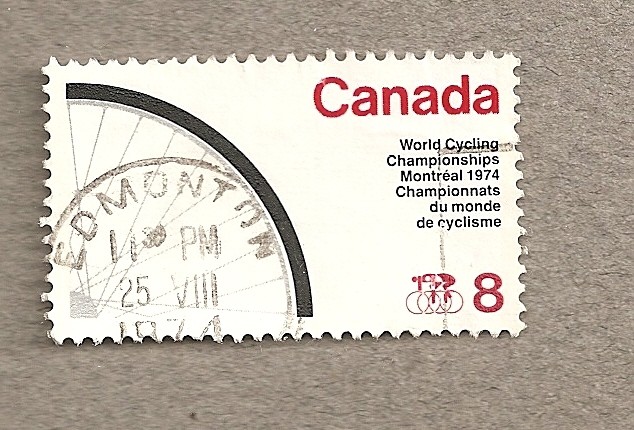 Canada
World Cycling
Championships
Montréal 1974
Championnats
du monde
de cyclisme
8
EDMONTON
PM
25 VIII
1974